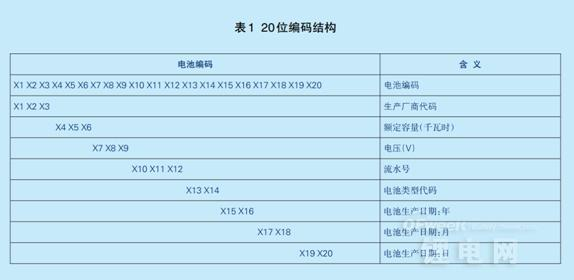 表1 20位编码结构
电池编码 含 义
X1 X2 X3 X4 X5 X6 X7 X8 X9 X10 X11 X12 X13 X14 X15 X16 X17 X18 X19 X20 电池编码
X1 X2 X3 生产厂商代码
X4 X5 X6 额定容量(千瓦时)
X7 X8 X9 电压(V)
X10 X11 X12 流水号
X13 X14 电池类型代码
X15 X16 电池生产日期:年
X17 X18 电池生产日期:月
X19 X20 电池生产日期:日
OFweek
锂电网